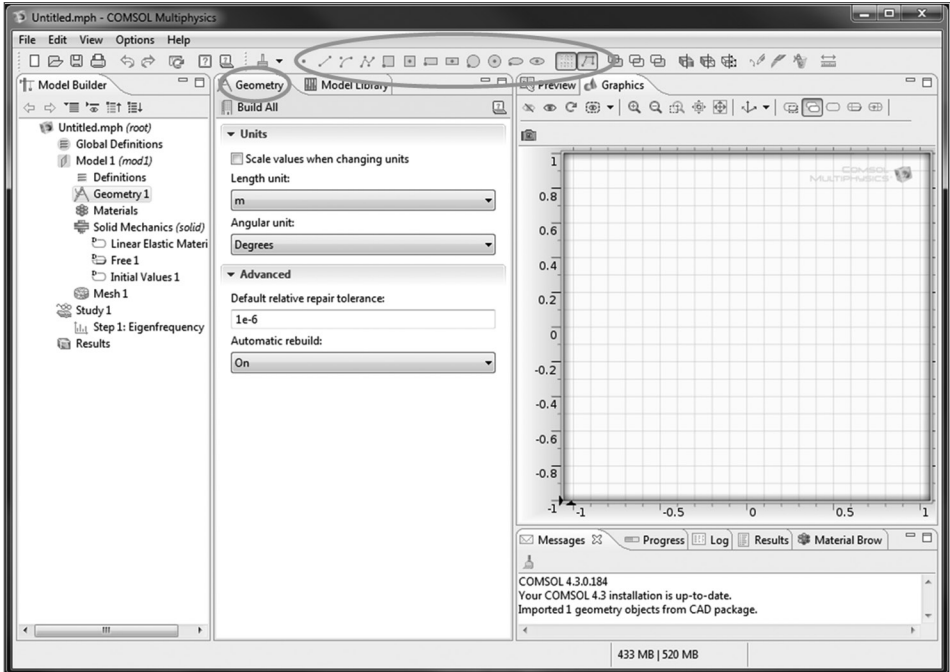 Untitled.mph - COMSOL Multiphysics
File Edit View Options Help
Model Builder
Geometry
Model Library
Preview
Graphics
Build All
Untitled.mph (root)
Global Definitions
Model 1 (mod1)
Definitions
Geometry 1
Materials
Solid Mechanics (solid)
Linear Elastic Materi
Free 1
Initial Values 1
Mesh 1
Study 1
Step 1: Eigenfrequency
Results
Units
Scale values when changing units
Length unit:
m
Angular unit:
Degrees
Advanced
Default relative repair tolerance:
1e-6
Automatic rebuild:
On
COMSOL
MULTIPHYSICS
1
0.8
0.6
0.4
0.2
0
-0.2
-0.4
-0.6
-0.8
-1
-1 -0.5 0 0.5 1
Messages Progress Log Results Material Brow
COMSOL 4.3.0.184
Your COMSOL 4.3 installation is up-to-date.
Imported 1 geometry objects from CAD package.
433 MB | 520 MB